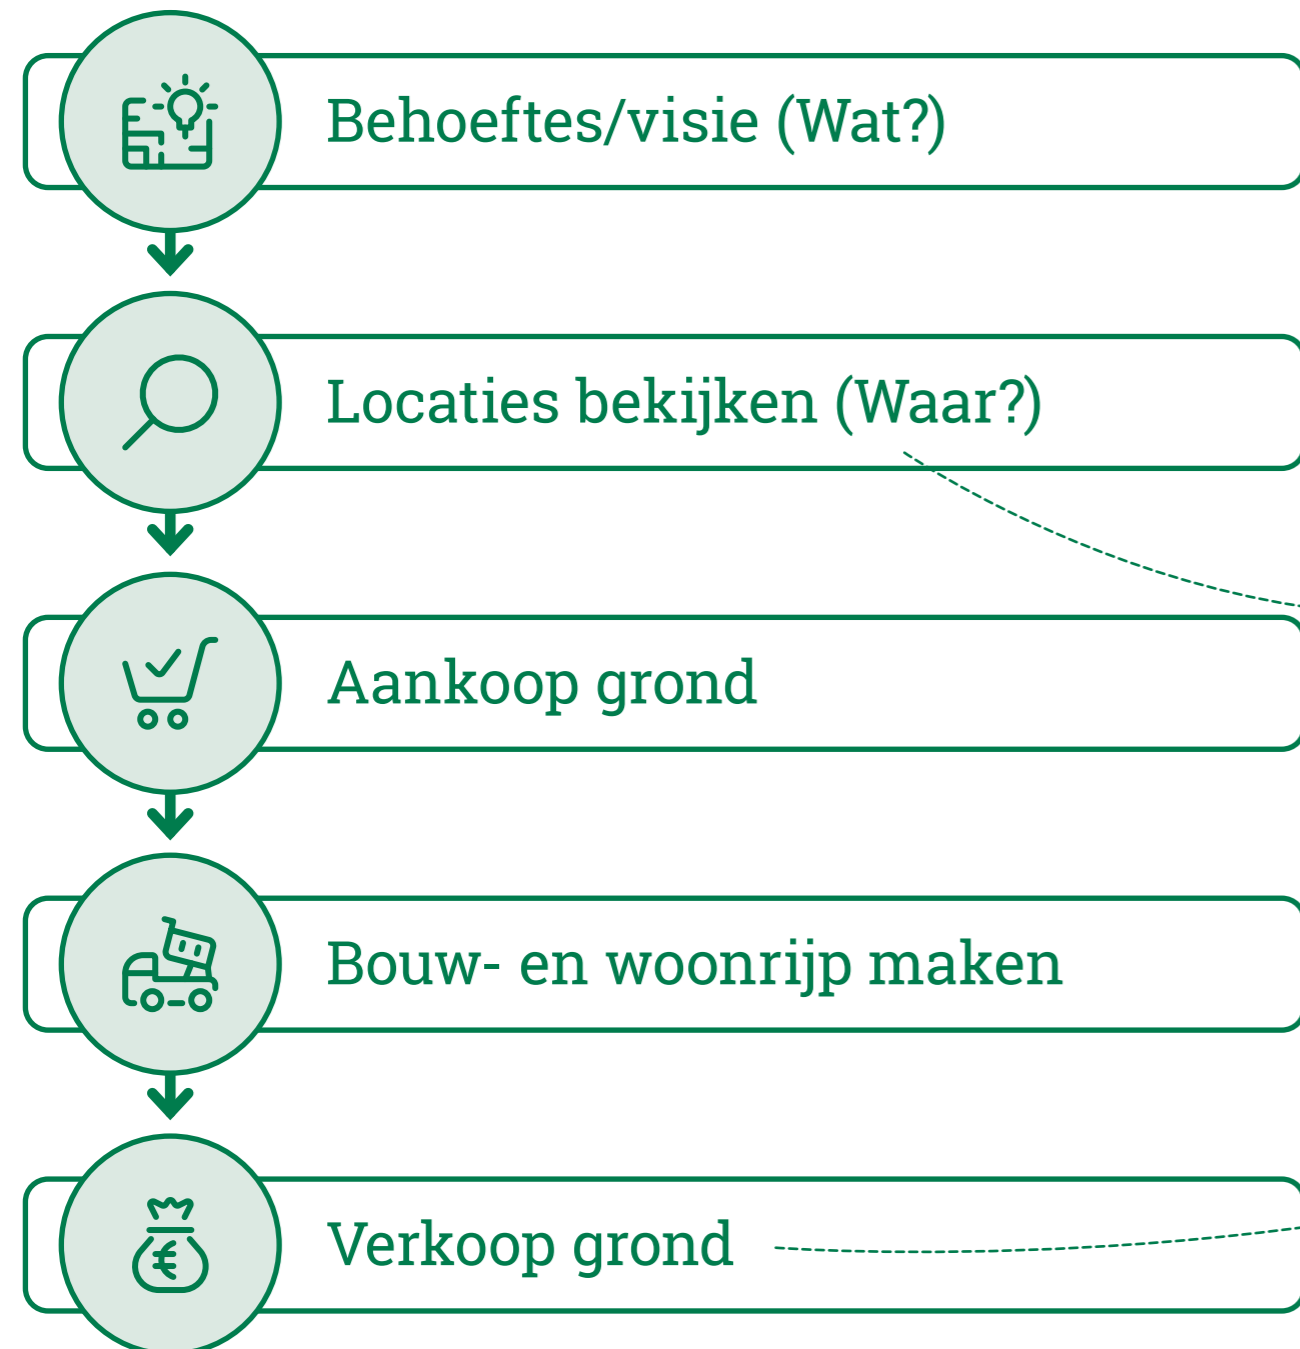 Behoeftes/visie (Wat?)
Locaties bekijken (Waar?)
Aankoop grond
Bouw- en woonrijp maken
Verkoop grond